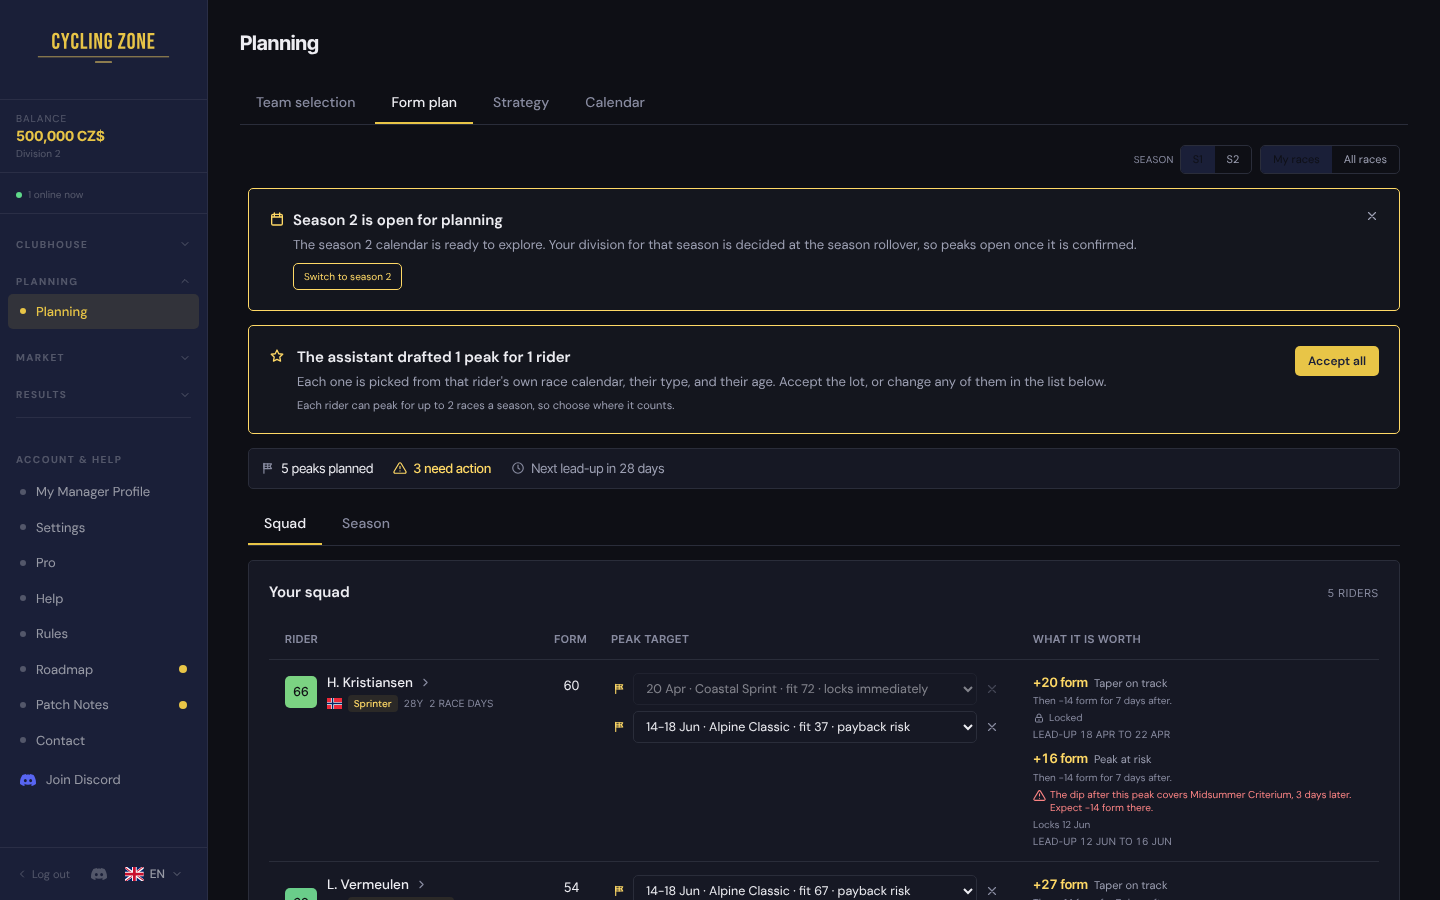 CYCLING ZONE
BALANCE
500,000 CZ$
Division 2
1 online now
CLUBHOUSE
PLANNING
Planning
MARKET
RESULTS
ACCOUNT & HELP
My Manager Profile
Settings
Pro
Help
Rules
Roadmap
Patch Notes
Contact
Join Discord
Log out
EN
Planning
Team selection Form plan Strategy Calendar
SEASON S1 S2 My races All races
Season 2 is open for planning
The season 2 calendar is ready to explore. Your division for that season is decided at the season rollover, so peaks open once it is confirmed.
Switch to season 2
The assistant drafted 1 peak for 1 rider
Accept all
Each one is picked from that rider's own race calendar, their type, and their age. Accept the lot, or change any of them in the list below.
Each rider can peak for up to 2 races a season, so choose where it counts.
5 peaks planned 3 need action Next lead-up in 28 days
Squad Season
Your squad 5 RIDERS
RIDER FORM PEAK TARGET WHAT IT IS WORTH
66 H. Kristiansen 60
Sprinter 28Y 2 RACE DAYS
20 Apr · Coastal Sprint · fit 72 · locks immediately
14-18 Jun · Alpine Classic · fit 37 · payback risk
+20 form Taper on track
Then -14 form for 7 days after.
Locked
LEAD-UP 18 APR TO 22 APR
+16 form Peak at risk
Then -14 form for 7 days after.
The dip after this peak covers Midsummer Criterium, 3 days later.
Expect -14 form there.
Locks 12 Jun
LEAD-UP 12 JUN TO 16 JUN
L. Vermeulen 54 14-18 Jun · Alpine Classic · fit 67 · payback risk +27 form Taper on track